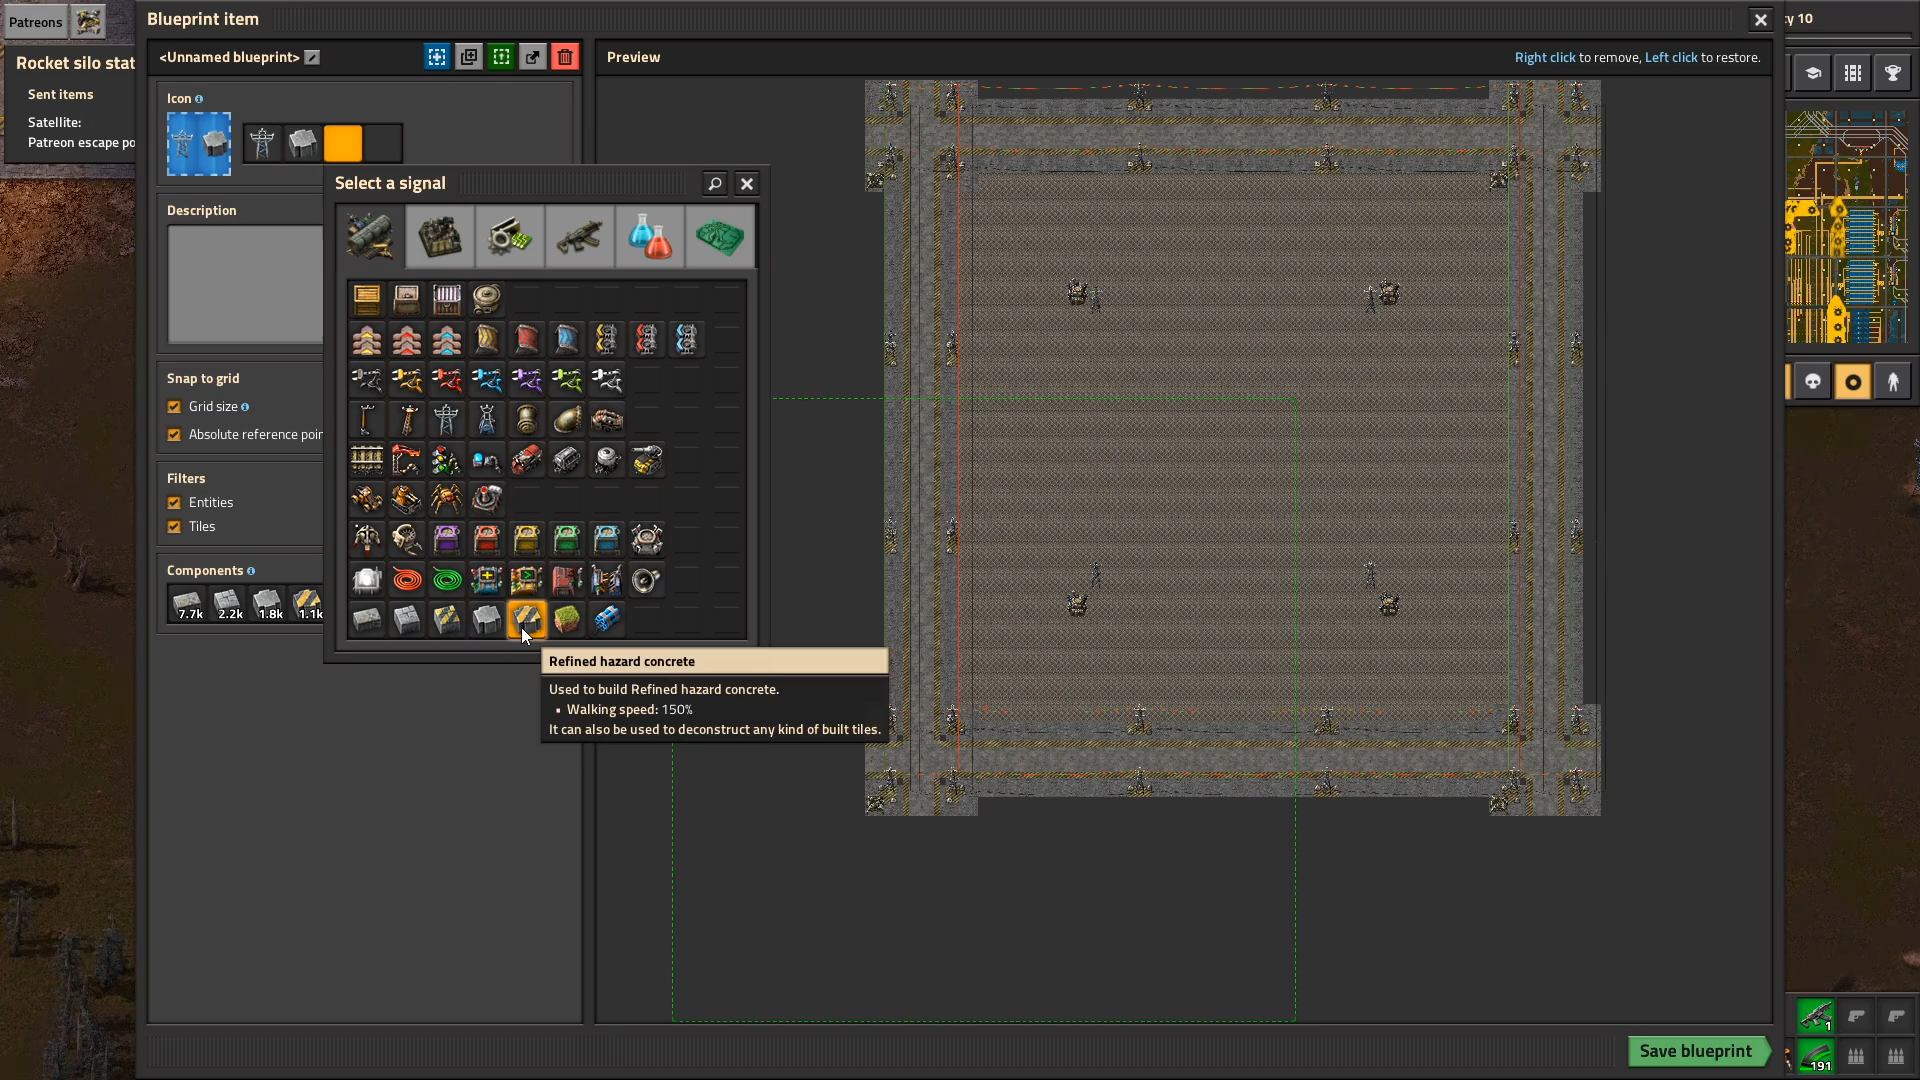 Patreons
Rocket silo stat
Sent items
Satellite:
Patreon escape po
Blueprint item
<Unnamed blueprint>
Icon
Description
Snap to grid
Grid size
Absolute reference poin
Filters
Entities
Tiles
Components
7.7k
2.2k
1.8k
1.1k
Select a signal
Refined hazard concrete
Used to build Refined hazard concrete.
▪ Walking speed: 150%
It can also be used to deconstruct any kind of built tiles.
Preview
Right click to remove, Left click to restore.
y 10
1
191
Save blueprint